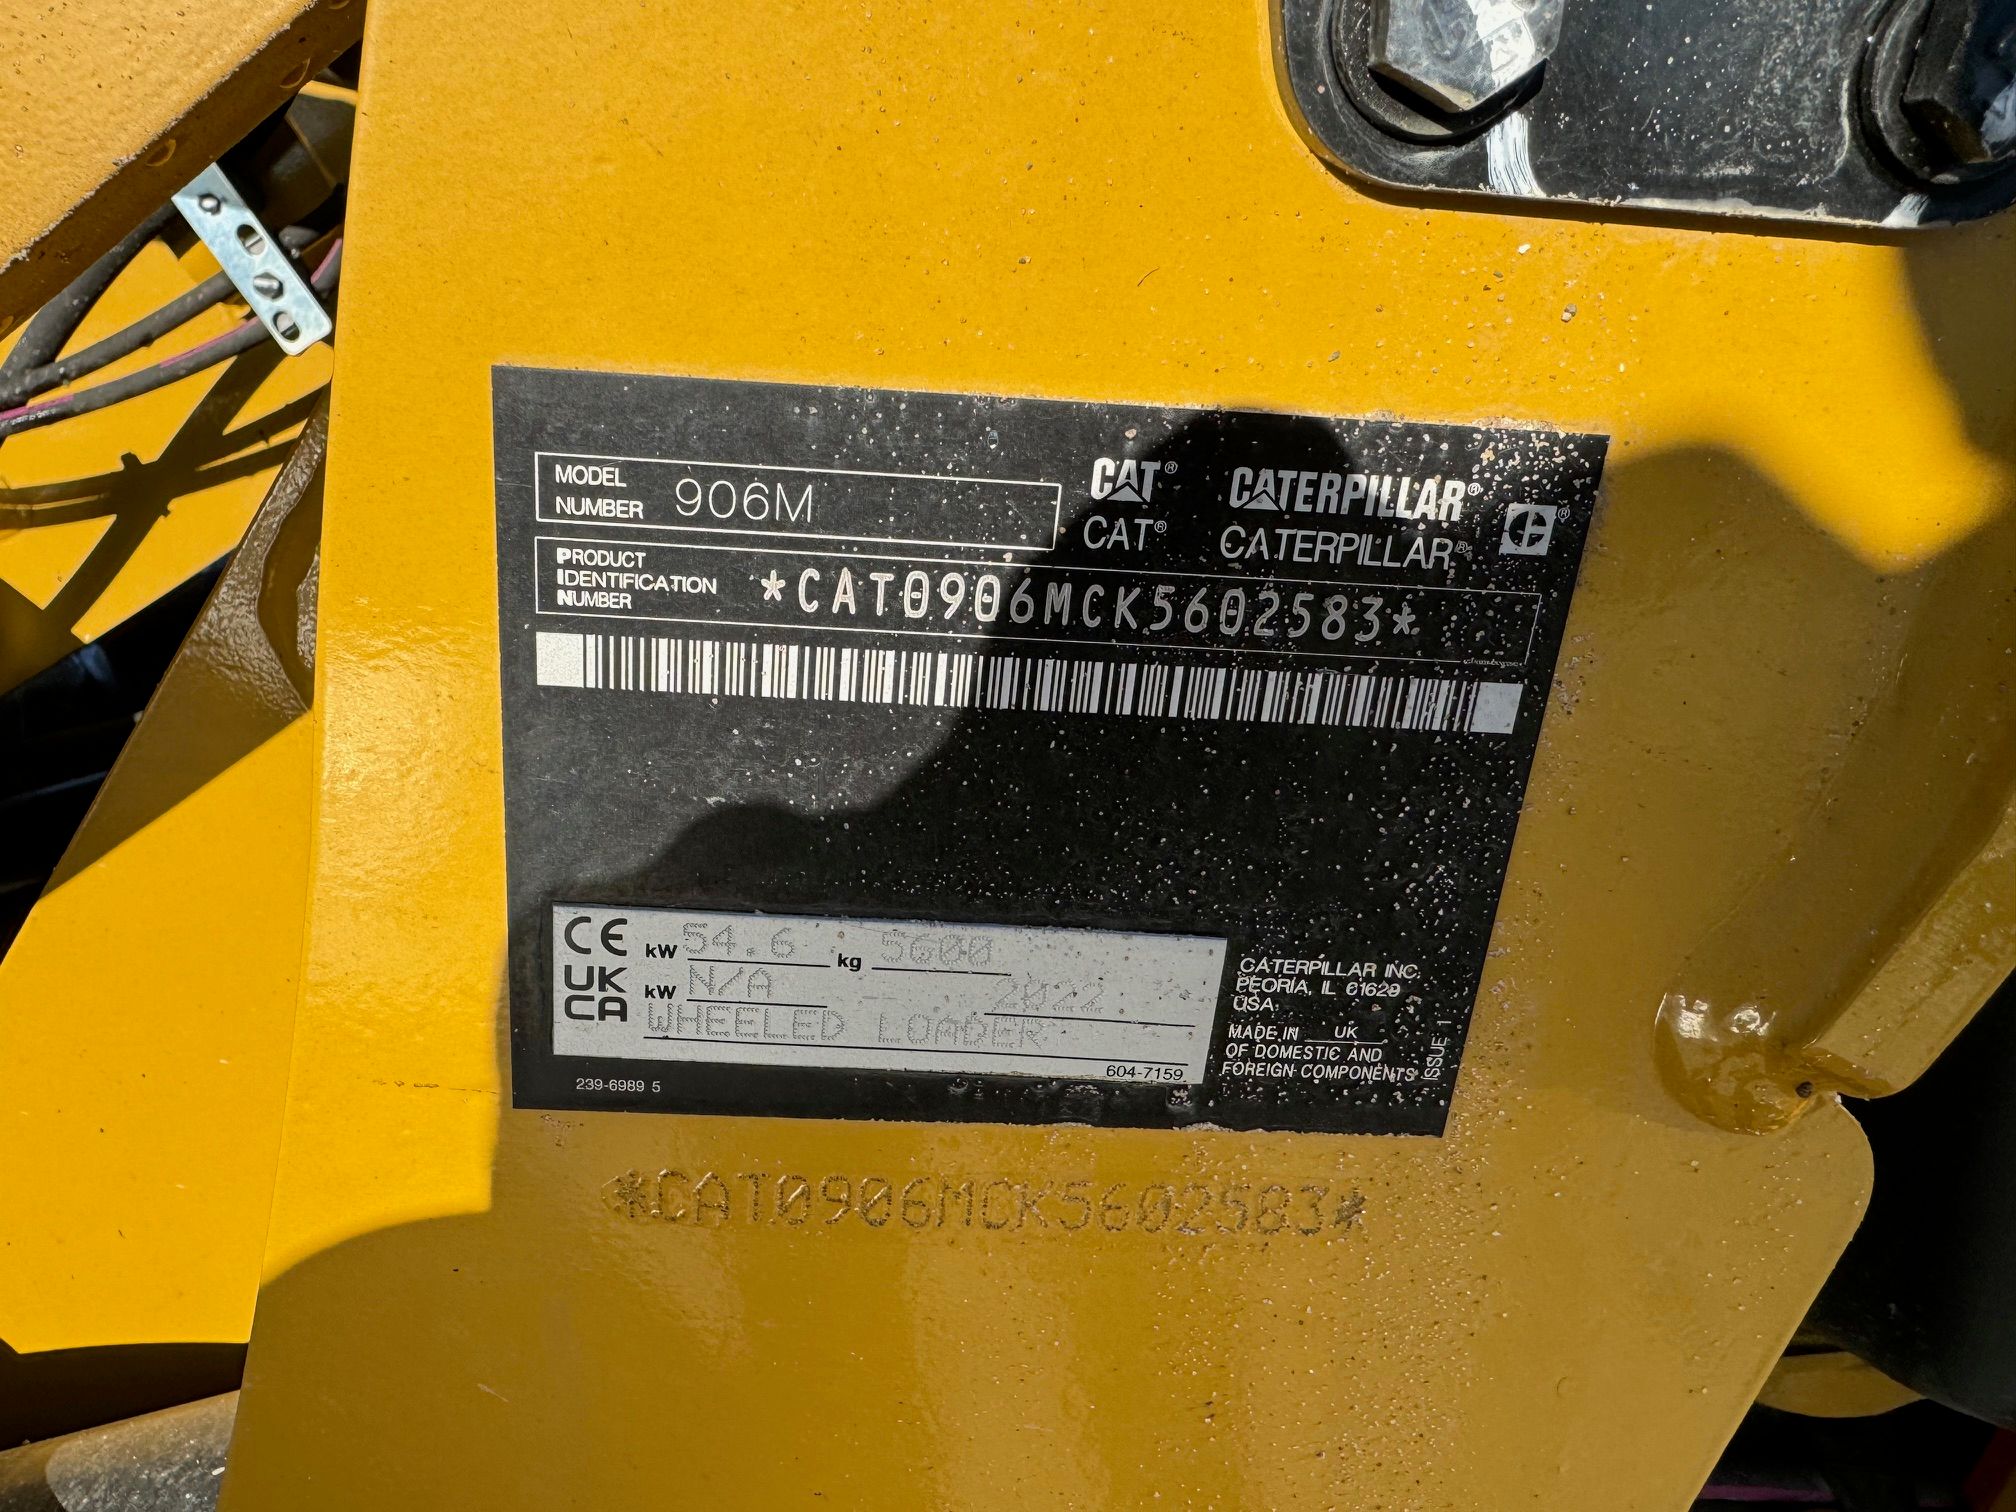 MODEL
NUMBER 906M
CAT® CATERPILLAR®
CAT® CATERPILLAR®
PRODUCT
IDENTIFICATION
NUMBER
*CAT0906MCK5602583*
CE kW 54.6 kg 5600
UK
CA
kW N/A 2022
WHEELED LOADER
604-7159
239-6989 5
CATERPILLAR INC.
PEORIA, IL 61629
USA
MADE IN UK
OF DOMESTIC AND
FOREIGN COMPONENTS
ISSUE 1
*CAT0906MCK5602583*